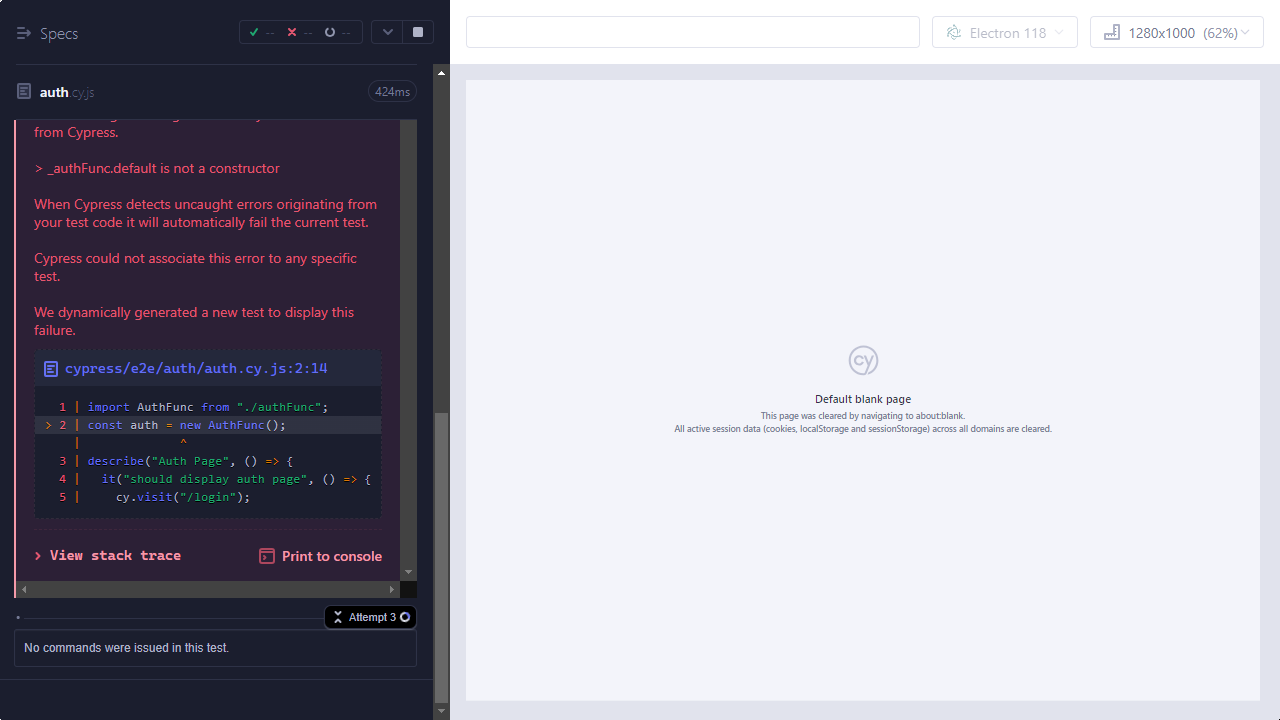 Specs
--
--
--
Electron 118
1280x1000 (62%)
auth.cy.js
424ms
from Cypress.
> _authFunc.default is not a constructor
When Cypress detects uncaught errors originating from
your test code it will automatically fail the current test.
Cypress could not associate this error to any specific
test.
We dynamically generated a new test to display this
failure.
cypress/e2e/auth/auth.cy.js:2:14
1 | import AuthFunc from "./authFunc";
> 2 | const auth = new AuthFunc();
| ^
3 | describe("Auth Page", () => {
4 | it("should display auth page", () => {
5 | cy.visit("/login");
> View stack trace
Print to console
Attempt 3
No commands were issued in this test.
cy
Default blank page
This page was cleared by navigating to about:blank.
All active session data (cookies, localStorage and sessionStorage) across all domains are cleared.